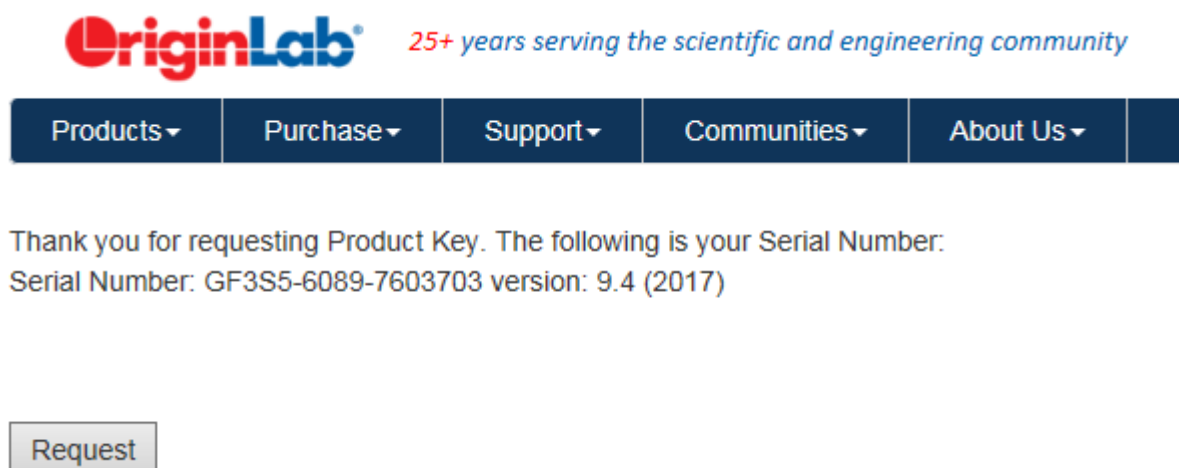 OriginLab® 25+ years serving the scientific and engineering community
Products Purchase Support Communities About Us
Thank you for requesting Product Key. The following is your Serial Number:
Serial Number: GF3S5-6089-7603703 version: 9.4 (2017)
Request